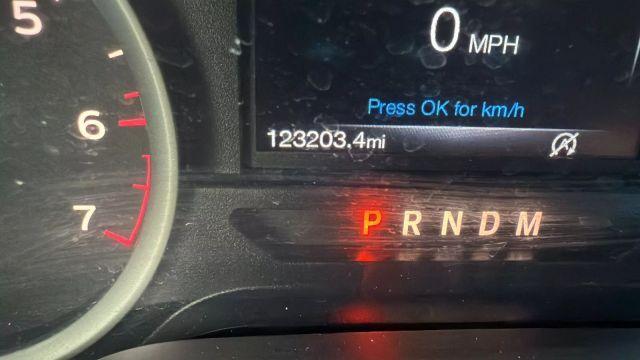 5
0 MPH
Press OK for km/h
6
123203.4mi
7
P R N D M